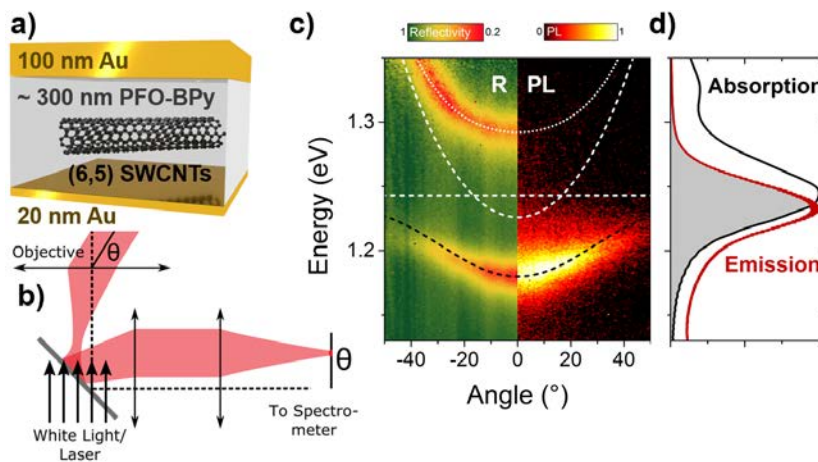 a)
100 nm Au
~ 300 nm PFO-BPy
(6,5) SWCNTs
20 nm Au
b)
Objective
θ
θ
White Light/
Laser
To Spectro-
meter
c)
1 Reflectivity 0.2
0 PL 1
R PL
1.3
1.2
Energy (eV)
-40 -20 0 20 40
Angle (°)
d)
Absorption
Emission